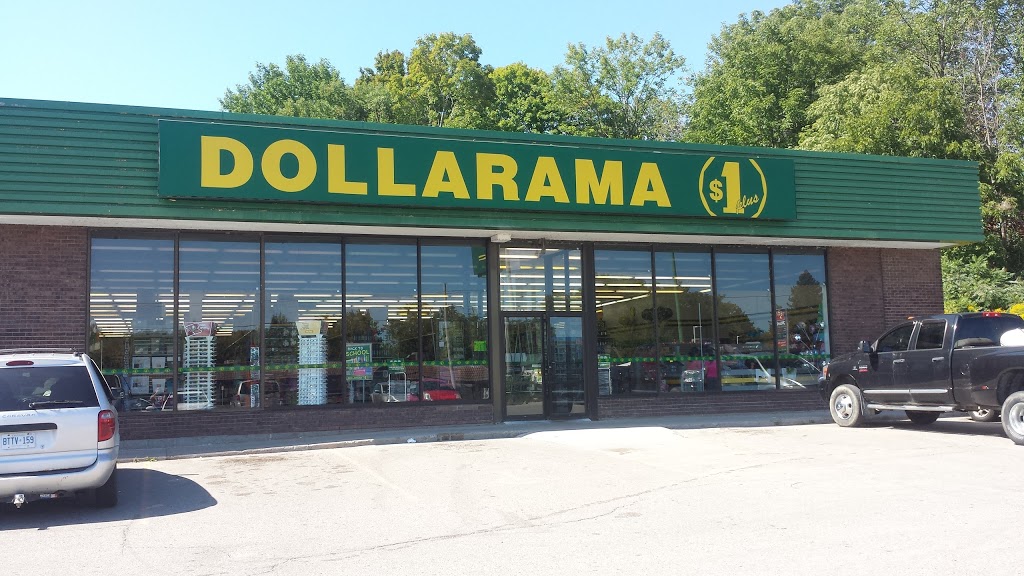 DOLLARAMA $1 plus
SCHOOL
BTTV·159